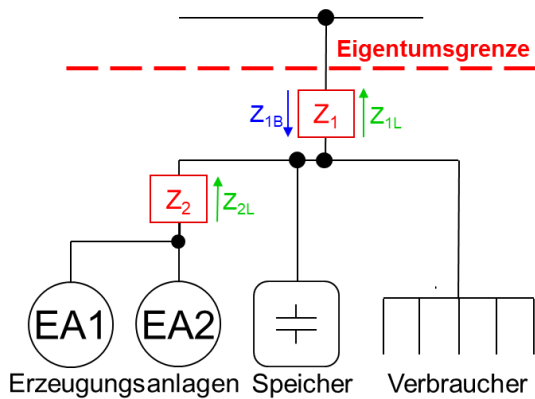 Eigentumsgrenze
Z1B Z1 Z1L
Z2 Z2L
EA1 EA2
Erzeugungsanlagen Speicher Verbraucher